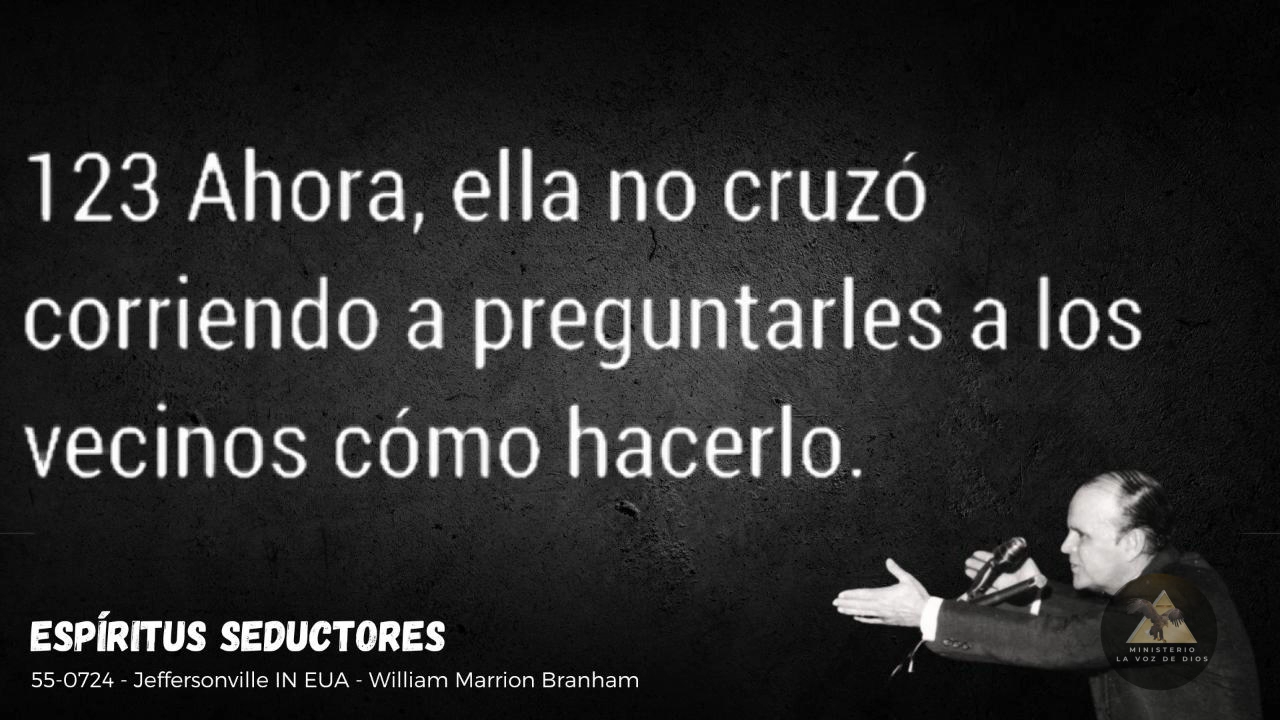 123 Ahora, ella no cruzó
corriendo a preguntarles a los
vecinos cómo hacerlo.
ESPÍRITUS SEDUCTORES
55-0724 - Jeffersonville IN EUA - William Marrion Branham
MINISTERIO
LA VOZ DE DIOS